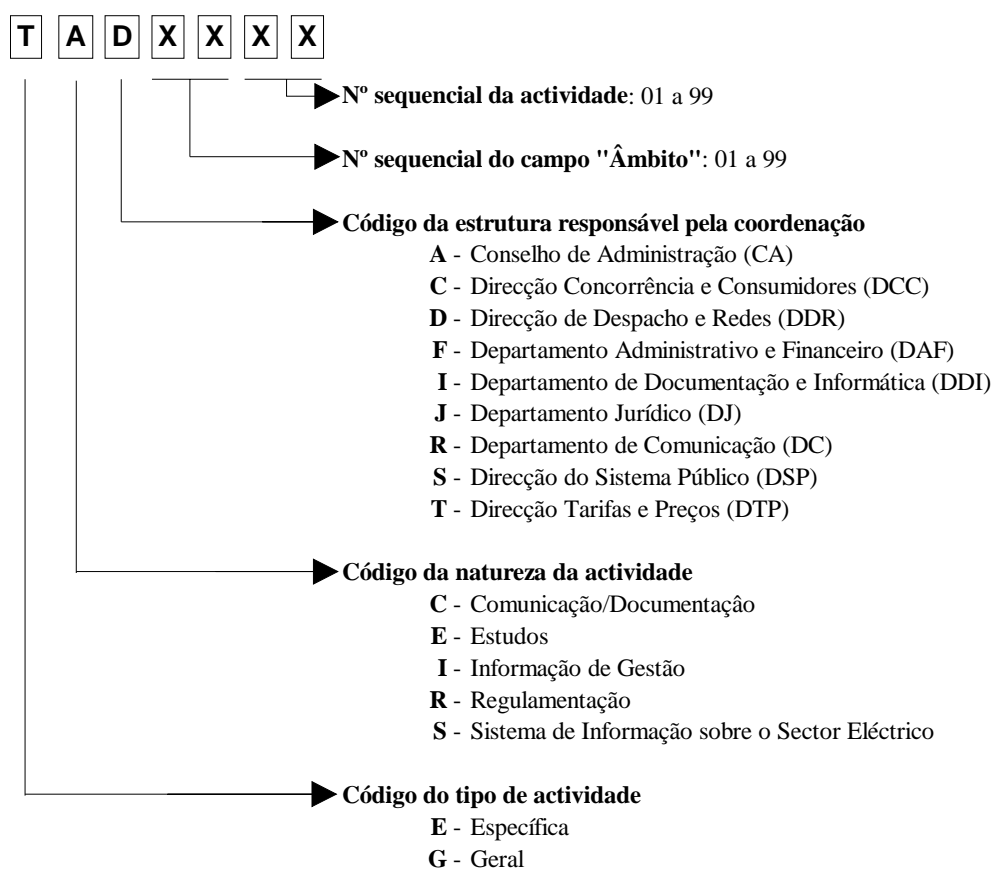 T A D X X X X
Nº sequencial da actividade: 01 a 99
Nº sequencial do campo "Âmbito": 01 a 99
Código da estrutura responsável pela coordenação
A - Conselho de Administração (CA)
C - Direcção Concorrência e Consumidores (DCC)
D - Direcção de Despacho e Redes (DDR)
F - Departamento Administrativo e Financeiro (DAF)
I - Departamento de Documentação e Informática (DDI)
J - Departamento Jurídico (DJ)
R - Departamento de Comunicação (DC)
S - Direcção do Sistema Público (DSP)
T - Direcção Tarifas e Preços (DTP)
Código da natureza da actividade
C - Comunicação/Documentaçâo
E - Estudos
I - Informação de Gestão
R - Regulamentação
S - Sistema de Informação sobre o Sector Eléctrico
Código do tipo de actividade
E - Específica
G - Geral